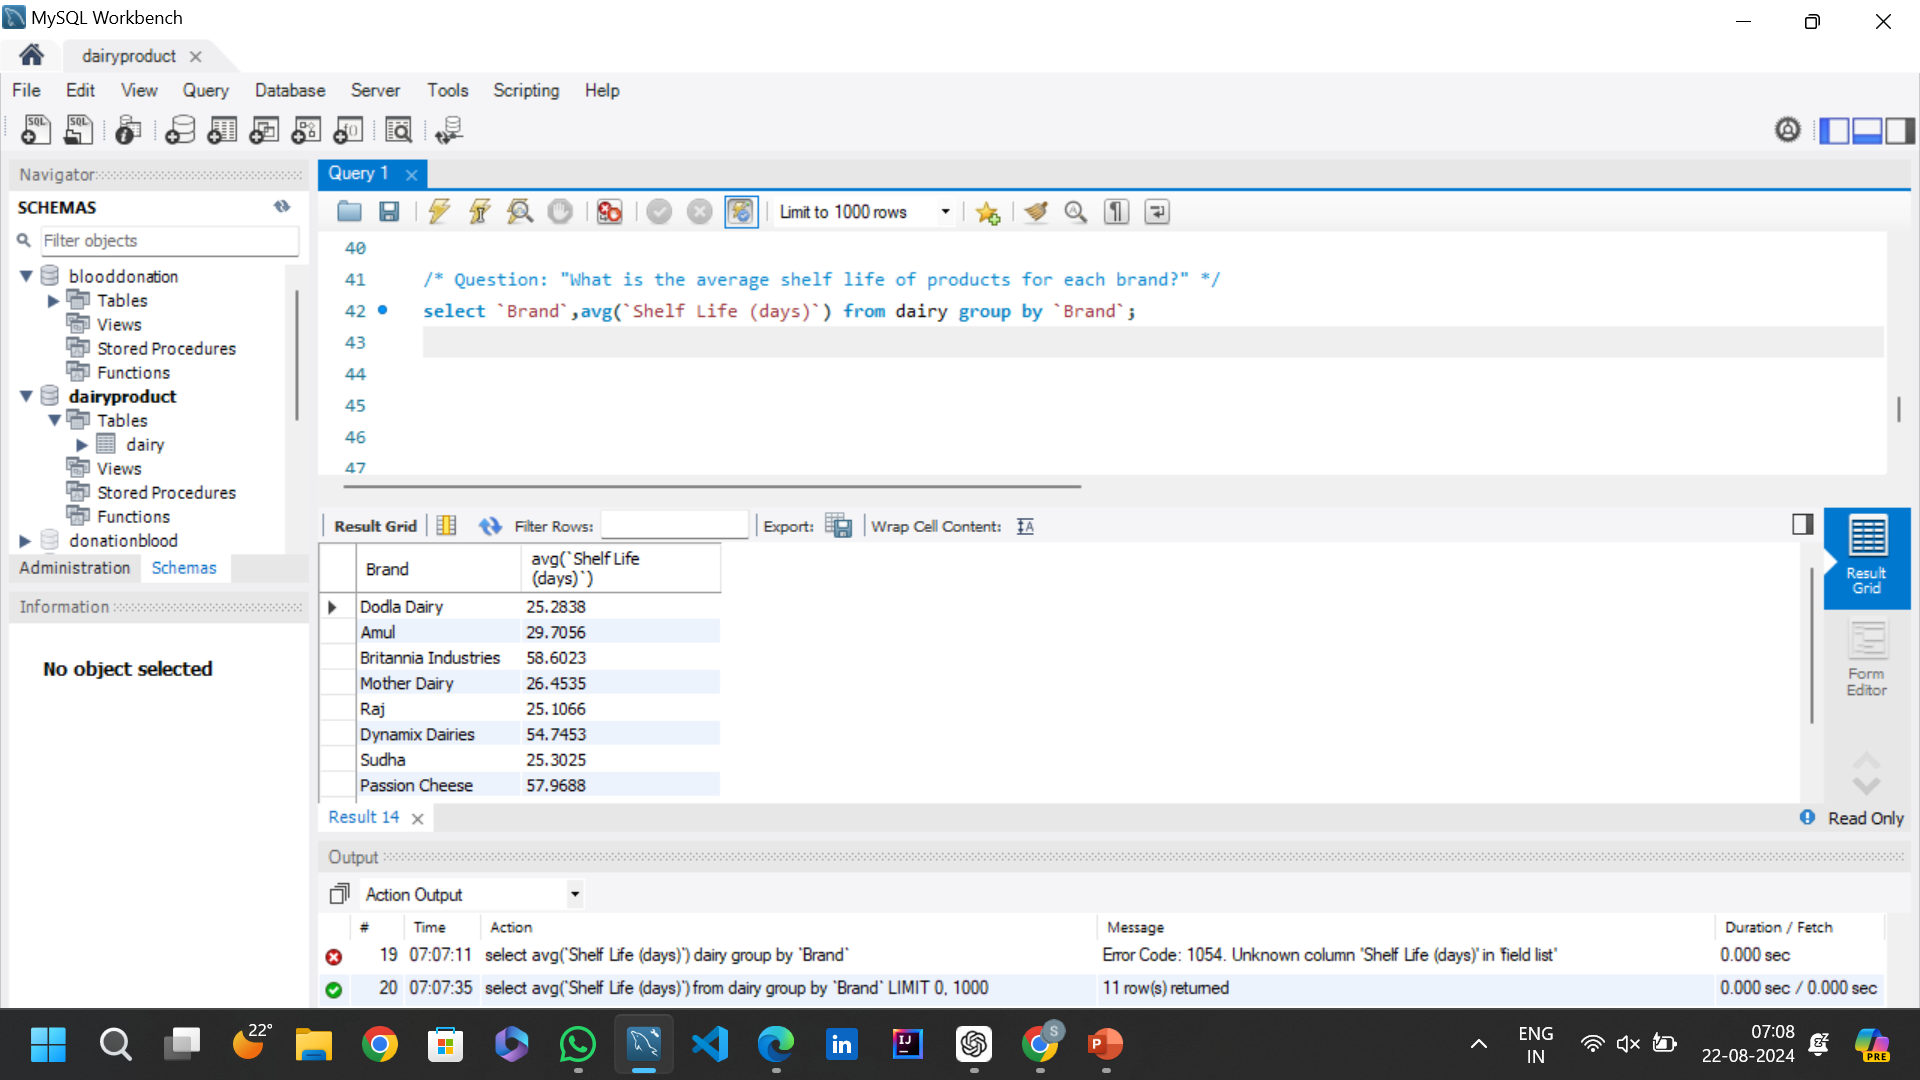 MySQL Workbench
dairyproduct
File Edit View Query Database Server Tools Scripting Help
Navigator
SCHEMAS
Filter objects
blooddonation
Tables
Views
Stored Procedures
Functions
dairyproduct
Tables
dairy
Views
Stored Procedures
Functions
donationblood
Administration Schemas
Information
No object selected
Query 1
Limit to 1000 rows
40
41 /* Question: "What is the average shelf life of products for each brand?" */
42 select `Brand`,avg(`Shelf Life (days)`) from dairy group by `Brand`;
43
44
45
46
47
Result Grid Filter Rows: Export: Wrap Cell Content:
Brand avg(`Shelf Life (days)`)
Dodla Dairy 25.2838
Amul 29.7056
Britannia Industries 58.6023
Mother Dairy 26.4535
Raj 25.1066
Dynamix Dairies 54.7453
Sudha 25.3025
Passion Cheese 57.9688
Result Grid
Form Editor
Result 14
Read Only
Output
Action Output
# Time Action Message Duration / Fetch
19 07:07:11 select avg(`Shelf Life (days)`) dairy group by `Brand` Error Code: 1054. Unknown column 'Shelf Life (days)' in 'field list' 0.000 sec
20 07:07:35 select avg(`Shelf Life (days)`) from dairy group by `Brand` LIMIT 0, 1000 11 row(s) returned 0.000 sec / 0.000 sec
22°
ENG
IN
07:08
22-08-2024
PRE